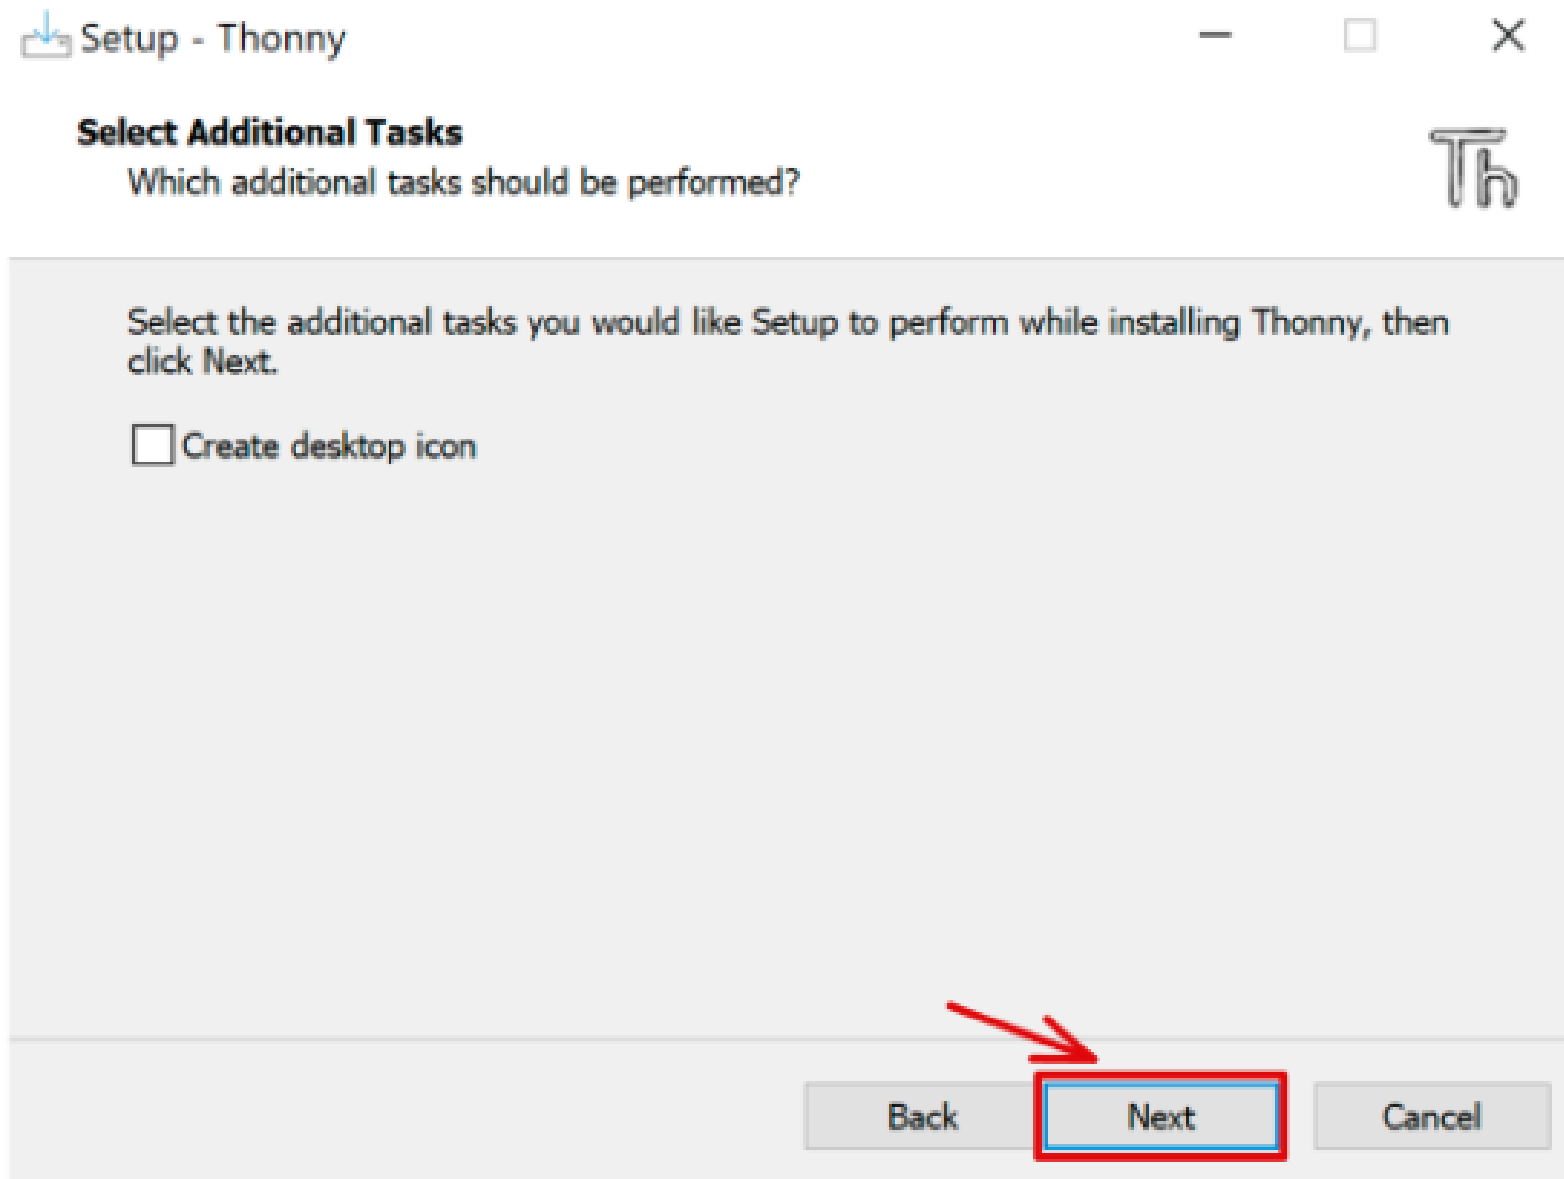 Setup - Thonny
Select Additional Tasks
Which additional tasks should be performed?
Th
Select the additional tasks you would like Setup to perform while installing Thonny, then
click Next.
Create desktop icon
Back
Next
Cancel